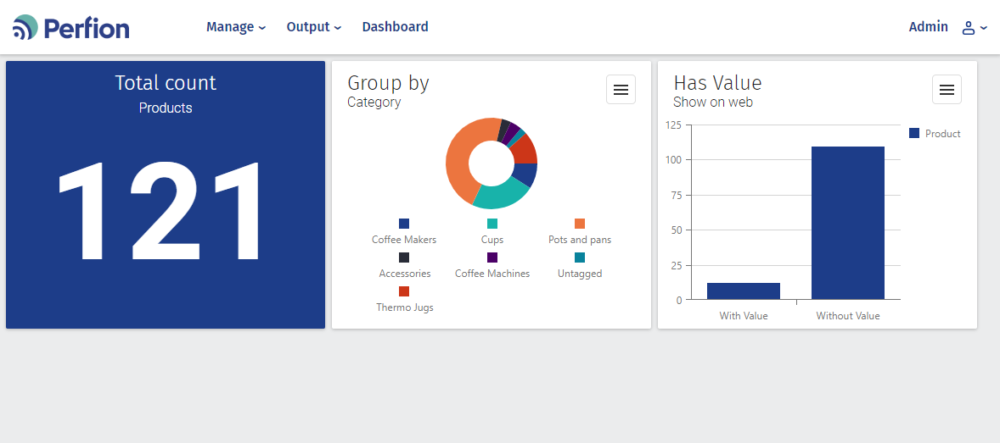 Perfion
Manage Output Dashboard
Admin
Total count
Products
121
Group by
Category
Coffee Makers Cups Pots and pans
Accessories Coffee Machines Untagged
Thermo Jugs
Has Value
Show on web
125
100
75
50
25
0
With Value Without Value
Product